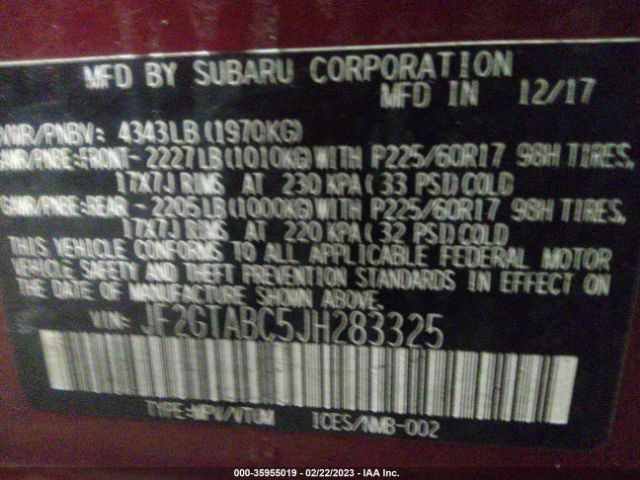 MFD BY SUBARU CORPORATION
MFD IN 12/17
GVWR/PNBV: 4343LB(1970KG)
GAWR/PNBE:FRONT-2227LB(1010KG)WITH P225/60R17 98H TIRES,
17X7J RIMS AT 230 KPA(33 PSI)COLD
GAWR/PNBE:REAR -2205LB(1000KG)WITH P225/60R17 98H TIRES,
17X7J RIMS AT 220 KPA(32 PSI)COLD
THIS VEHICLE CONFORMS TO ALL APPLICABLE FEDERAL MOTOR
VEHICLE SAFETY AND THEFT PREVENTION STANDARDS IN EFFECT ON
THE DATE OF MANUFACTURE SHOWN ABOVE.
VIN: JF2GTABC5JH283325
TYPE:MPV/VTUM ICES/NMB-002
000-35955019 - 02/22/2023 - IAA Inc.